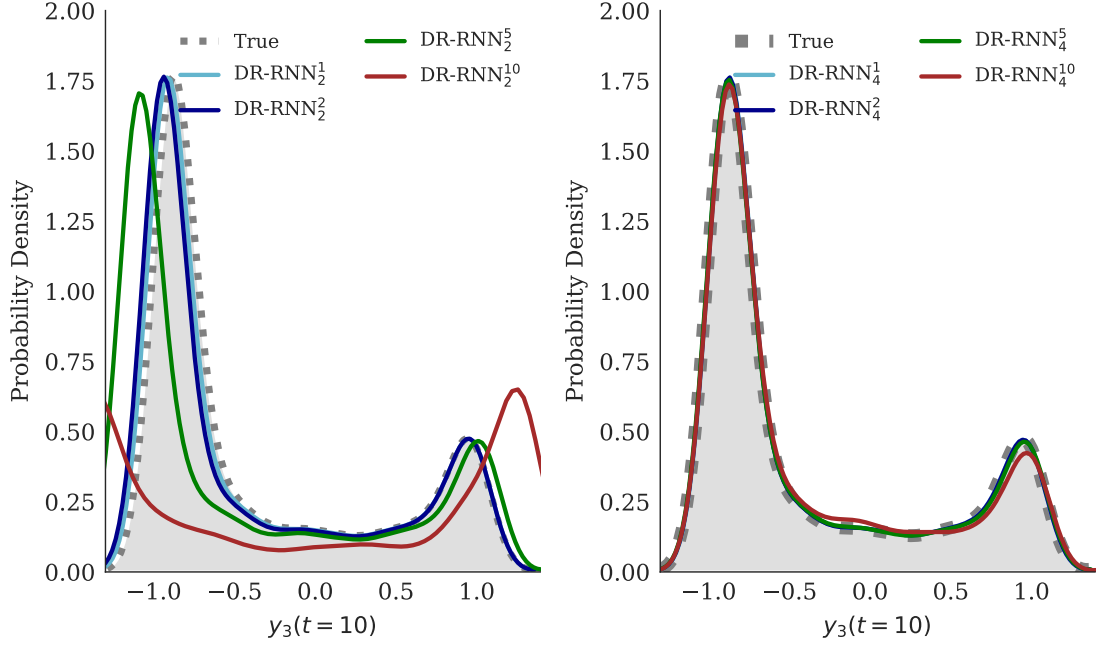 2.00
1.75
1.50
1.25
1.00
0.75
0.50
0.25
0.00
Probability Density
True
DR-RNN$_2^1$
DR-RNN$_2^2$
DR-RNN$_2^5$
DR-RNN$_2^{10}$
−1.0 −0.5 0.0 0.5 1.0
$y_3(t = 10)$
2.00
1.75
1.50
1.25
1.00
0.75
0.50
0.25
0.00
Probability Density
True
DR-RNN$_4^1$
DR-RNN$_4^2$
DR-RNN$_4^5$
DR-RNN$_4^{10}$
−1.0 −0.5 0.0 0.5 1.0
$y_3(t = 10)$